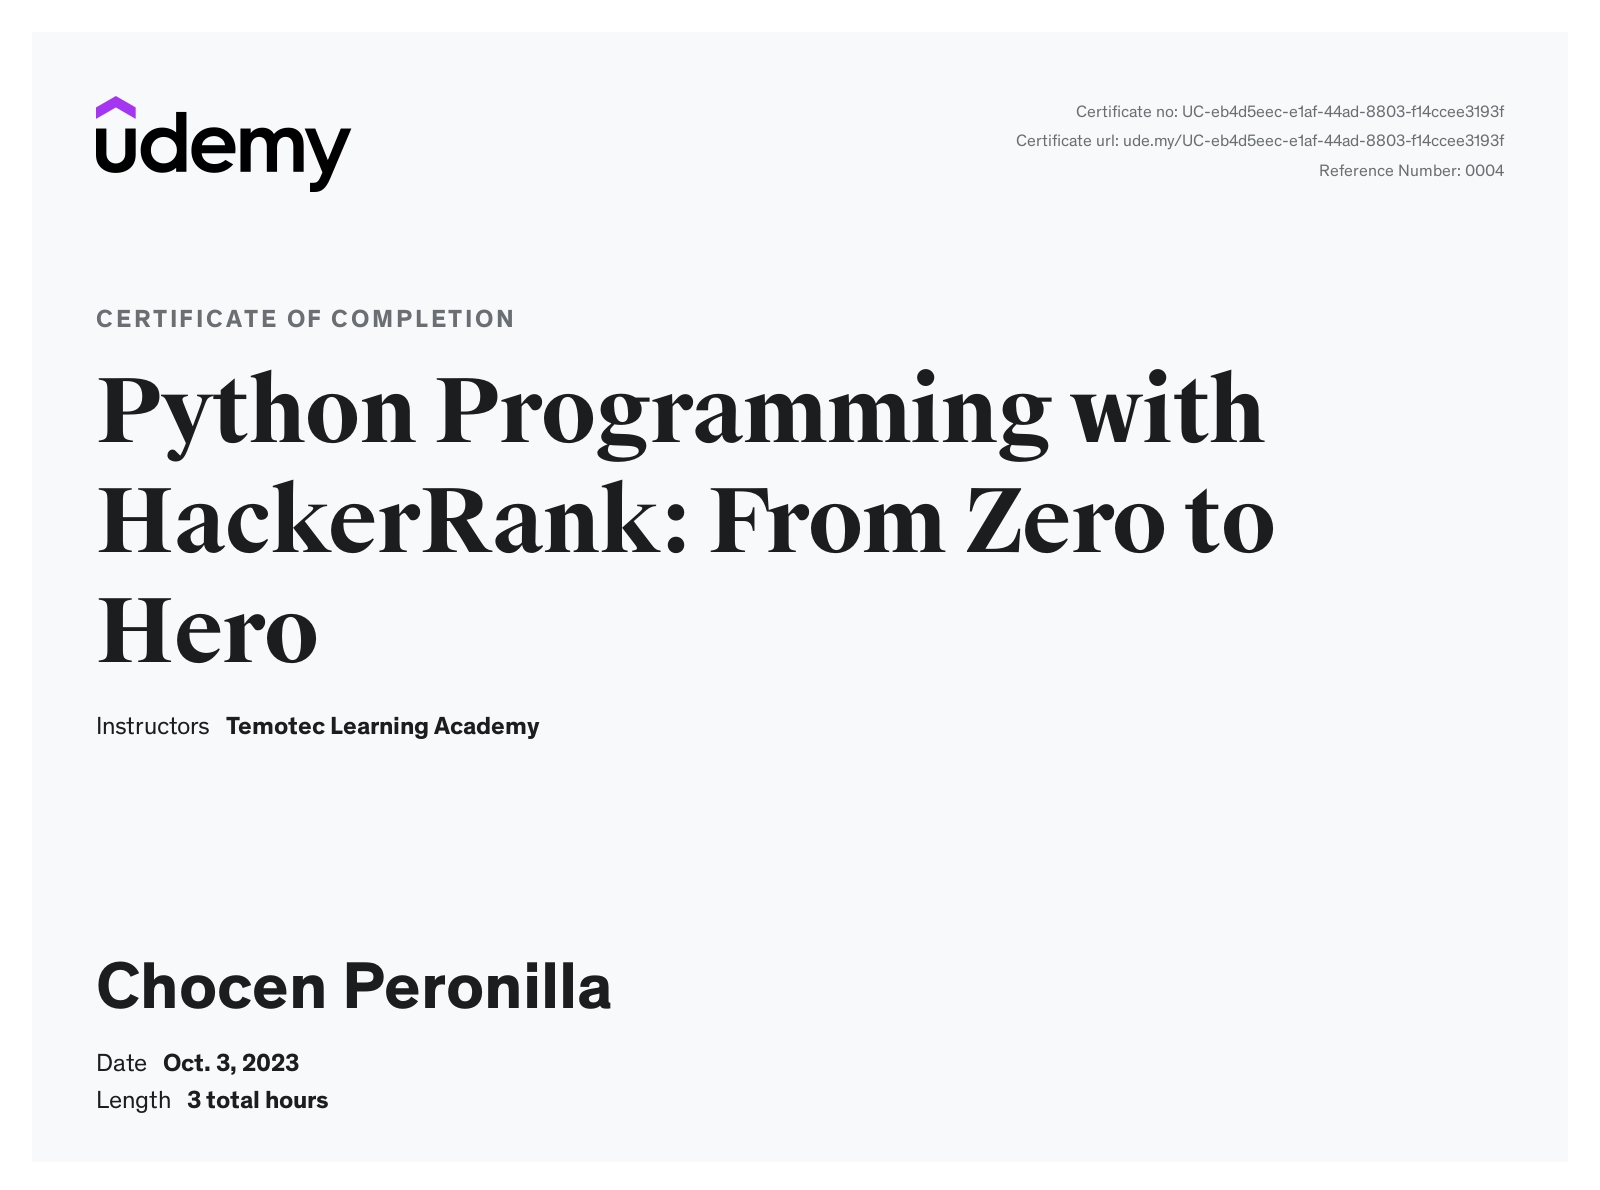 udemy
Certificate no: UC-eb4d5eec-e1af-44ad-8803-f14ccee3193f
Certificate url: ude.my/UC-eb4d5eec-e1af-44ad-8803-f14ccee3193f
Reference Number: 0004
CERTIFICATE OF COMPLETION
Python Programming with
HackerRank: From Zero to
Hero
Instructors Temotec Learning Academy
Chocen Peronilla
Date Oct. 3, 2023
Length 3 total hours